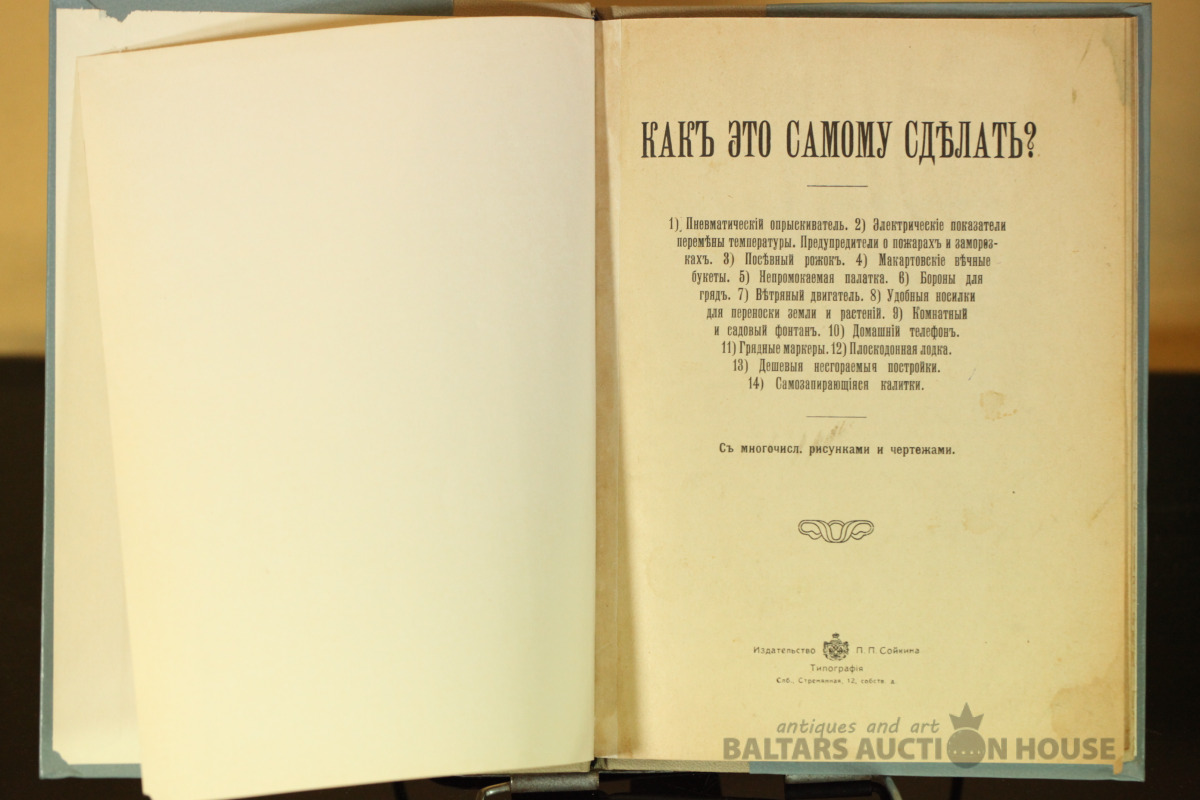 КАКЪ ЭТО САМОМУ СДѢЛАТЬ?
1) Пневматическій опрыскиватель. 2) Электрическіе показатели
перемѣны температуры. Предупредители о пожарахъ и замороз-
кахъ. 3) Посѣвный рожокъ. 4) Макартовскіе вѣчные
букеты. 5) Непромокаемая палатка. 6) Бороны для
грядъ. 7) Вѣтряный двигатель. 8) Удобныя носилки
для переноски земли и растеній. 9) Комнатный
и садовый фонтанъ. 10) Домашній телефонъ.
11) Грядные маркеры. 12) Плоскодонная лодка.
13) Дешевыя несгораемыя постройки.
14) Самозапирающіяся калитки.
Съ многочисл. рисунками и чертежами.
Издательство П. П. Сойкина
Типографія
Спб., Стремянная, 12, собств. д.
antiques and art
BALTARS AUCTION HOUSE